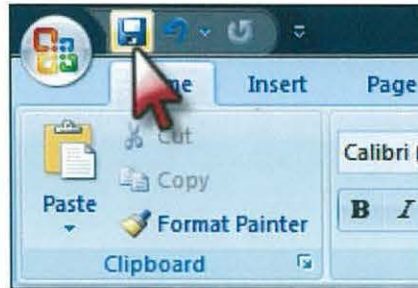 Insert Page
Cut
Copy
Paste
Format Painter
Clipboard
Calibri
B I